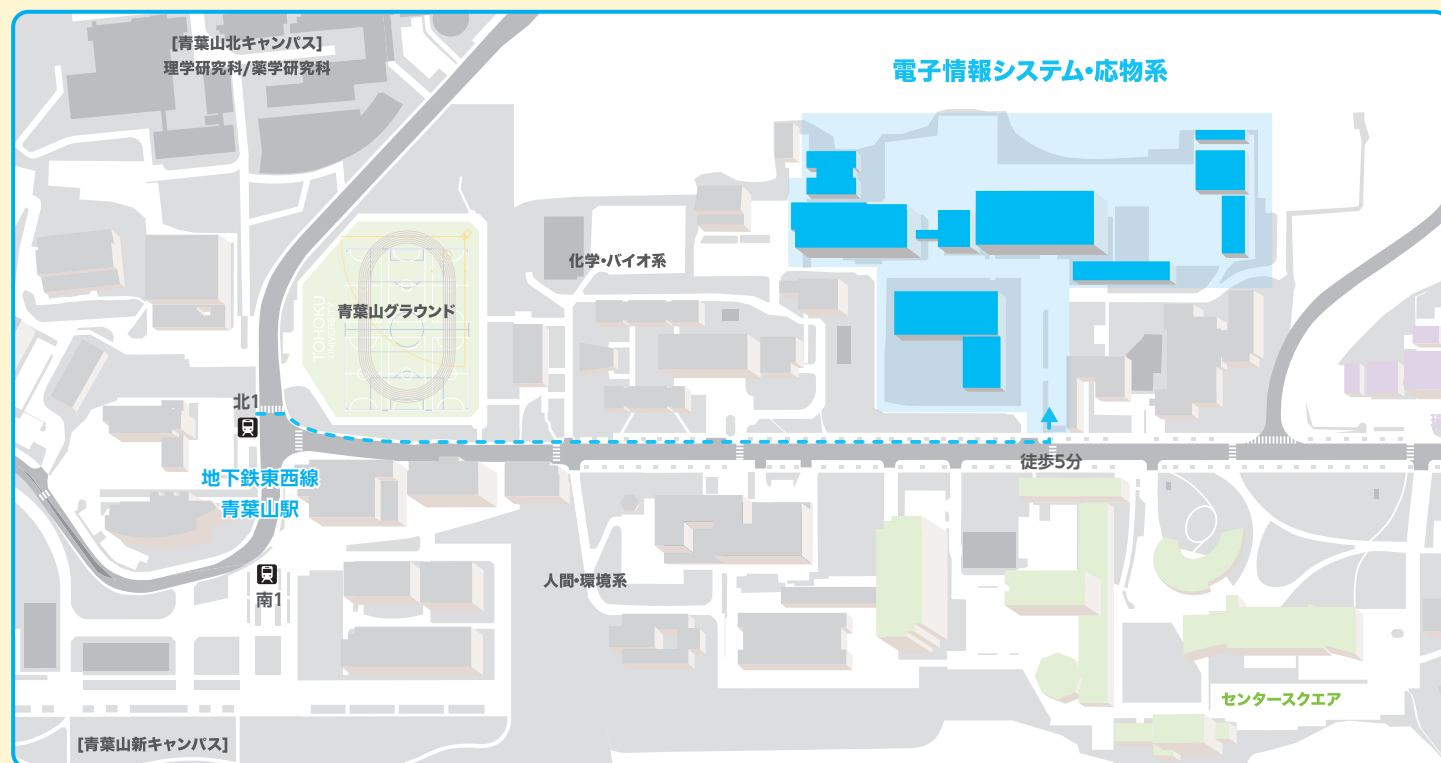 [青葉山北キャンパス]
理学研究科/薬学研究科
電子情報システム・応物系
化学・バイオ系
青葉山グラウンド
TOHOKU
UNIVERCITY
北1
地下鉄東西線
青葉山駅
徒歩5分
南1
人間・環境系
センタースクエア
[青葉山新キャンパス]